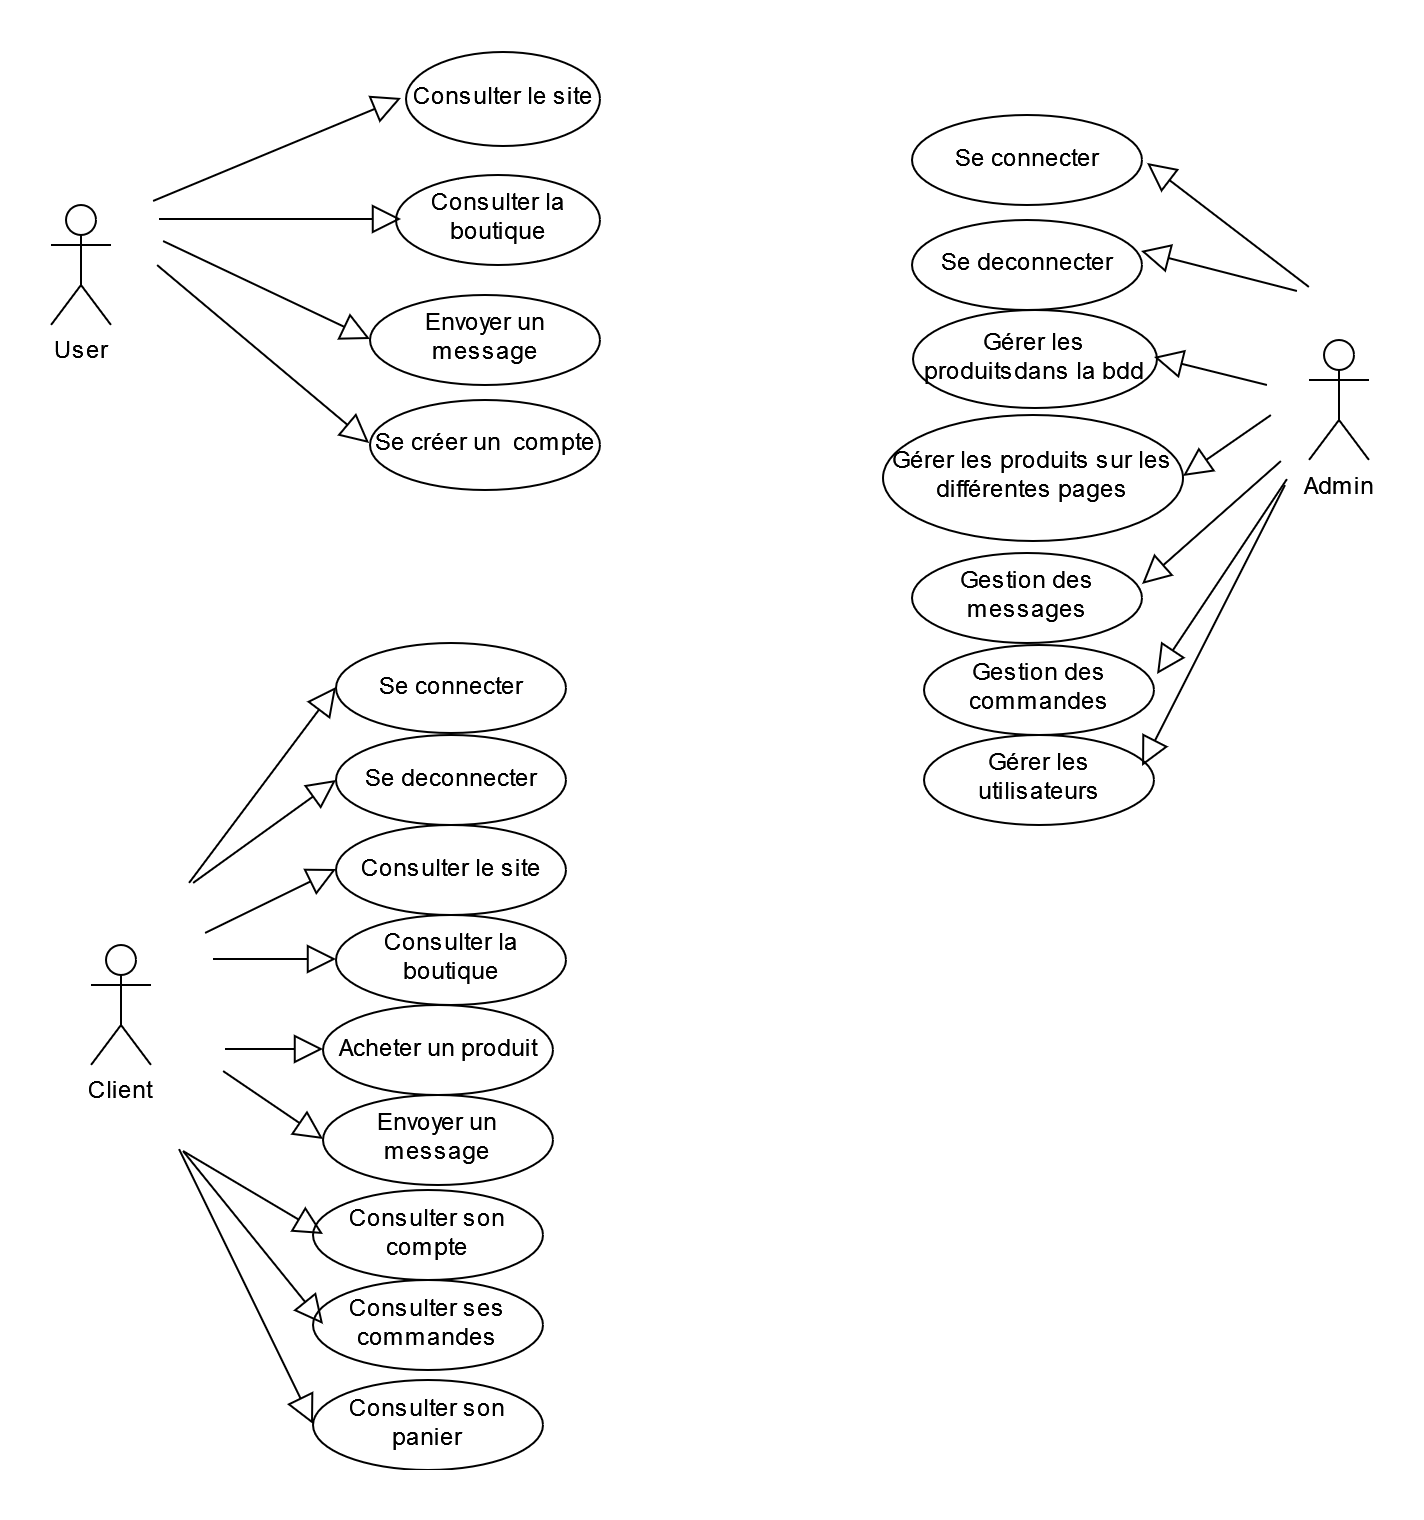 Consulter le site
Consulter la
boutique
Envoyer un
message
Se créer un  compte
User
Se connecter
Se deconnecter
Gérer les
produitsdans la bdd
Gérer les produits sur les
différentes pages
Gestion des
messages
Gestion des
commandes
Gérer les
utilisateurs
Admin
Se connecter
Se deconnecter
Consulter le site
Consulter la
boutique
Acheter un produit
Envoyer un
message
Consulter son
compte
Consulter ses
commandes
Consulter son
panier
Client